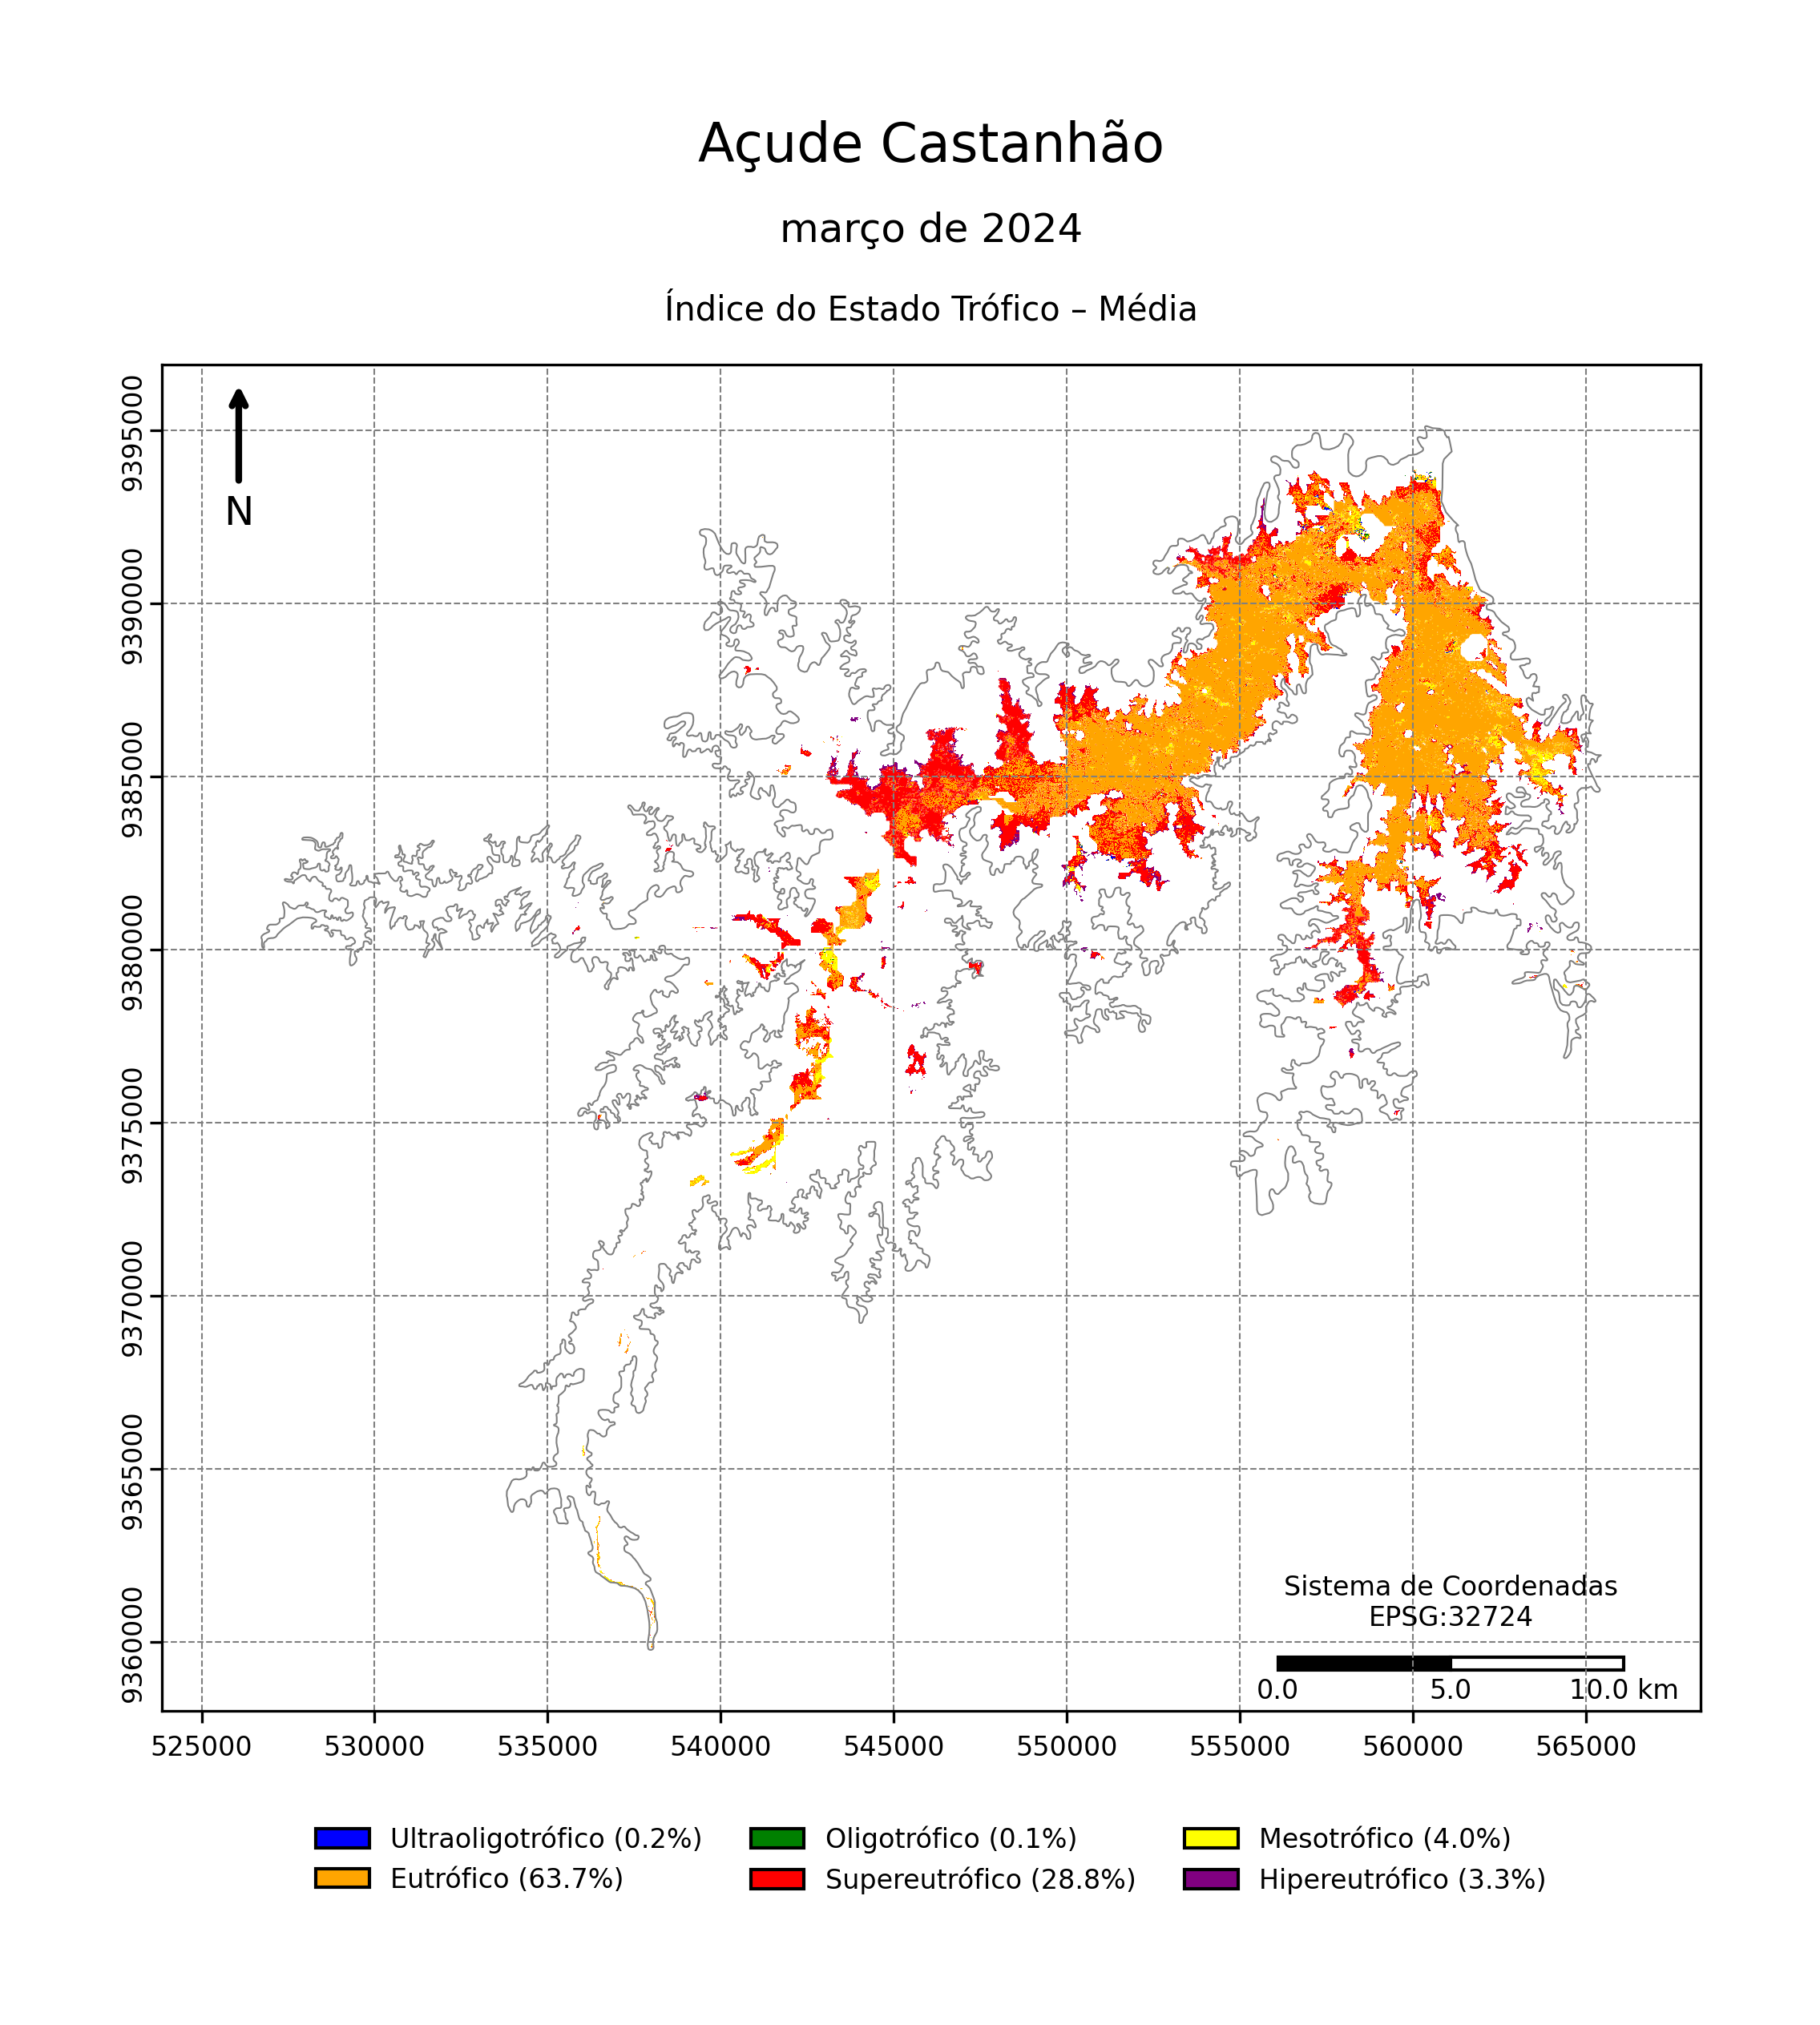 Açude Castanhão
março de 2024
Índice do Estado Trófico – Média
N
9395000
9390000
9385000
9380000
9375000
9370000
9365000
9360000
Sistema de Coordenadas
EPSG:32724
0.0 5.0 10.0 km
525000 530000 535000 540000 545000 550000 555000 560000 565000
Ultraoligotrófico (0.2%) Oligotrófico (0.1%) Mesotrófico (4.0%)
Eutrófico (63.7%) Supereutrófico (28.8%) Hipereutrófico (3.3%)